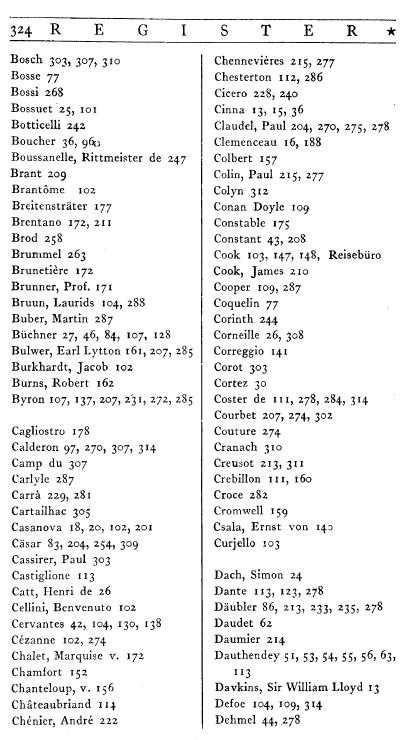 324 R E G I S T E R ★
Bosch 303, 307, 310
Bosse 77
Bossi 268
Bossuet 25, 101
Botticelli 242
Boucher 36, 96
Boussanelle, Rittmeister de 247
Brant 209
Brantôme 102
Breitensträter 177
Brentano 172, 211
Brod 258
Brummel 263
Brunetière 172
Brunner, Prof. 171
Bruun, Laurids 104, 288
Buber, Martin 287
Büchner 27, 46, 84, 107, 128
Bulwer, Earl Lytton 161, 207, 285
Burkhardt, Jacob 102
Burns, Robert 162
Byron 107, 137, 207, 231, 272, 285
Cagliostro 178
Calderon 97, 270, 307, 314
Camp du 307
Carlyle 287
Carrà 229, 281
Cartailhac 305
Casanova 18, 20, 102, 201
Cäsar 83, 204, 254, 309
Cassirer, Paul 303
Castiglione 113
Catt, Henri de 26
Cellini, Benvenuto 102
Cervantes 42, 104, 130, 138
Cézanne 102, 274
Chalet, Marquise v. 172
Chamfort 152
Chanteloup, v. 156
Châteaubriand 114
Chénier, André 222
Chennevières 215, 277
Chesterton 112, 286
Cicero 228, 240
Cinna 13, 15, 36
Claudel, Paul 204, 270, 275, 278
Clemenceau 16, 188
Colbert 157
Colin, Paul 215, 277
Colyn 312
Conan Doyle 109
Constable 175
Constant 43, 208
Cook 103, 147, 148, Reisebüro
Cook, James 210
Cooper 109, 287
Coquelin 77
Corinth 244
Corneille 26, 308
Correggio 141
Corot 303
Cortez 30
Coster de 111, 278, 284, 314
Courbet 207, 274, 302
Couture 274
Cranach 310
Creusot 213, 311
Crebillon 111, 160
Croce 282
Cromwell 159
Csala, Ernst von 140
Curjello 103
Dach, Simon 24
Dante 113, 123, 278
Däubler 86, 213, 233, 235, 278
Daudet 62
Daumier 214
Dauthendey 51, 53, 54, 55, 56, 63,
113
Davkins, Sir William Lloyd 13
Defoe 104, 109, 314
Dehmel 44, 278